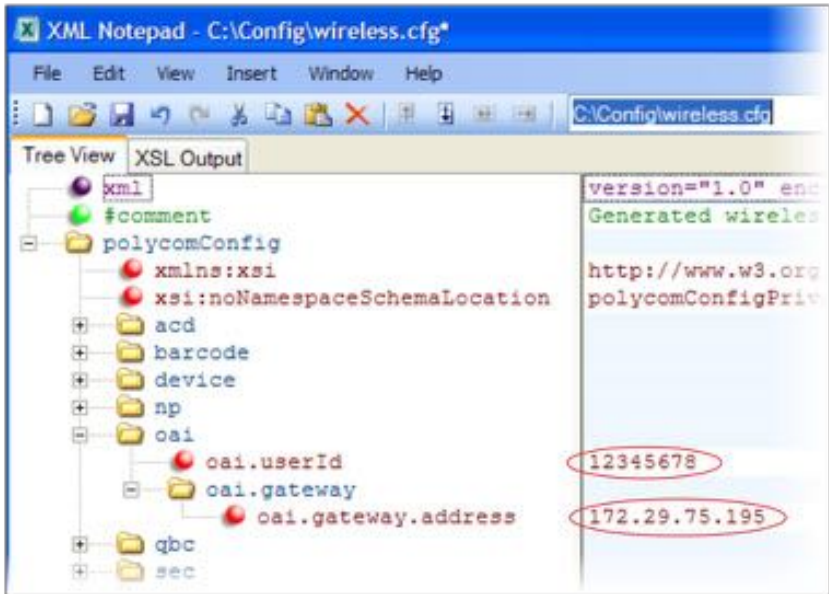 XML Notepad - C:\Config\wireless.cfg*
File Edit View Insert Window Help
C:\Config\wireless.cfg
Tree View XSL Output
xml version="1.0" enc
#comment Generated wireles
polycomConfig
xmlns:xsi http://www.w3.org
xsi:noNamespaceSchemaLocation polycomConfigPriv
acd
barcode
device
np
oai
oai.userId 12345678
oai.gateway
oai.gateway.address 172.29.75.195
qbc
sec